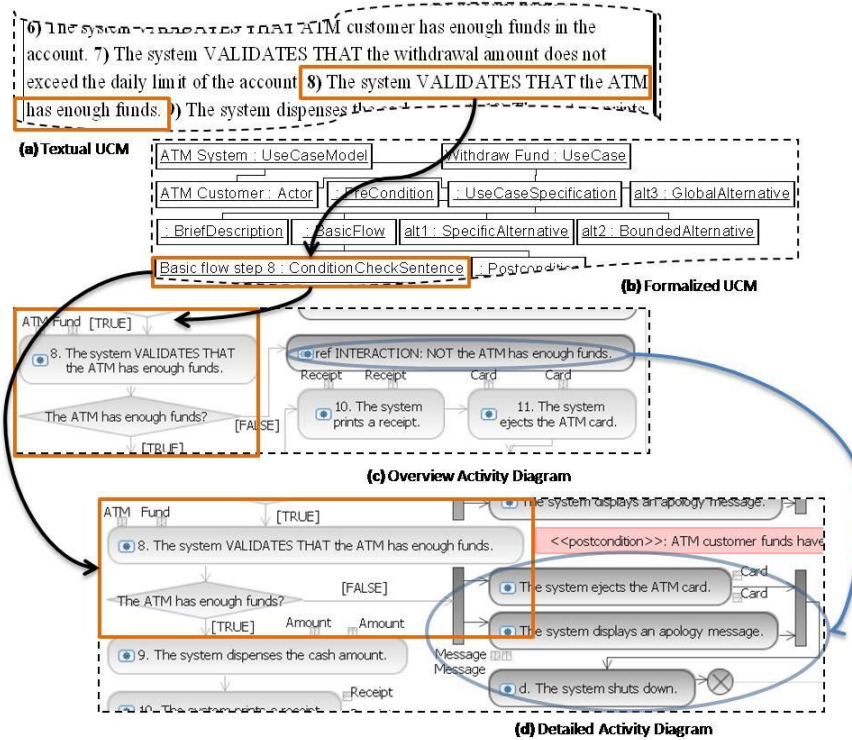 6) The system VALIDATES THAT ATM customer has enough funds in the
account. 7) The system VALIDATES THAT the withdrawal amount does not
exceed the daily limit of the account 8) The system VALIDATES THAT the ATM
has enough funds. 9) The system dispenses the
(a) Textual UCM
ATM System : UseCaseModel
Withdraw Fund : UseCase
ATM Customer : Actor
: PreCondition
: UseCaseSpecification
alt3 : GlobalAlternative
: BriefDescription
: BasicFlow
alt1 : SpecificAlternative
alt2 : BoundedAlternative
Basic flow step 8 : ConditionCheckSentence
: Postcondition
(b) Formalized UCM
ATM Fund [TRUE]
8. The system VALIDATES THAT
the ATM has enough funds.
The ATM has enough funds?
[FALSE]
[TRUE]
ref INTERACTION: NOT the ATM has enough funds.
Receipt Receipt Card Card
10. The system
prints a receipt.
11. The system
ejects the ATM card.
(c) Overview Activity Diagram
ATM Fund [TRUE]
8. The system VALIDATES THAT the ATM has enough funds.
The ATM has enough funds?
[FALSE]
[TRUE]
Amount Amount
9. The system dispenses the cash amount.
10. The system prints a receipt.
Receipt
The system displays an apology message.
<<postcondition>>: ATM customer funds have
The system ejects the ATM card.
Card
Card
The system displays an apology message.
Message
Message
d. The system shuts down.
(d) Detailed Activity Diagram